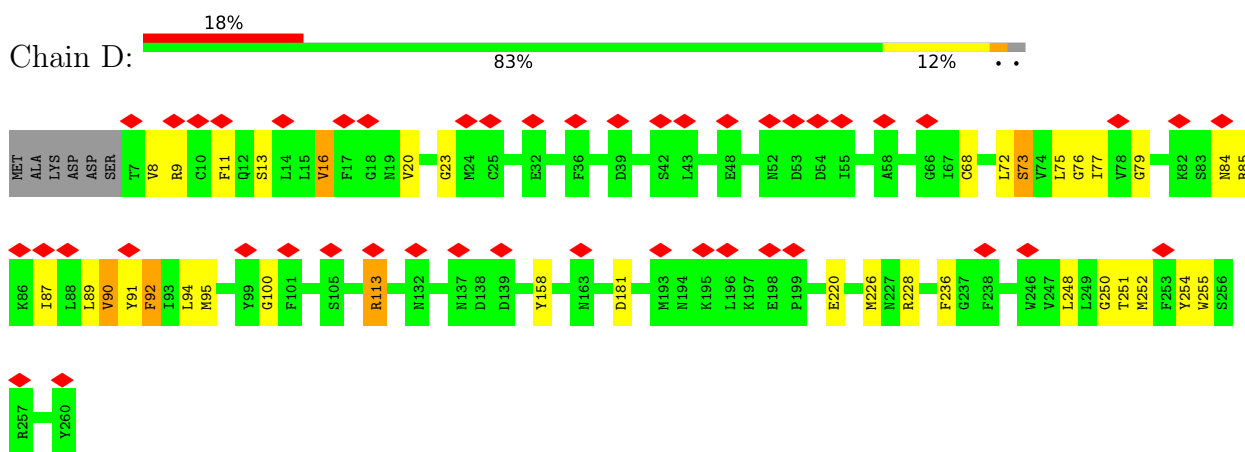 18%
Chain D:
83% 12% • •
MET ALA LYS ASP ASP SER T7 V8 R9 C10 F11 Q12 S13 L14 L15 V16 F17 G18 N19 V20 G23 M24 C25 E32 F36 D39 S42 L43 E48 N52 D53 D54 I55 A58 G66 I67 C68 L72 S73 V74 L75 G76 I77 V78 G79 K82 S83 N84 R85
K86 I87 L88 L89 V90 Y91 F92 I93 L94 M95 Y99 G100 F101 S105 R113 N132 N137 D138 D139 Y158 N163 D181 M193 N194 K195 L196 K197 E198 P199 E220 M226 N227 R228 F236 G237 F238 W246 V247 L248 L249 G250 T251 M252 F253 Y254 W255 S256
R257 Y260